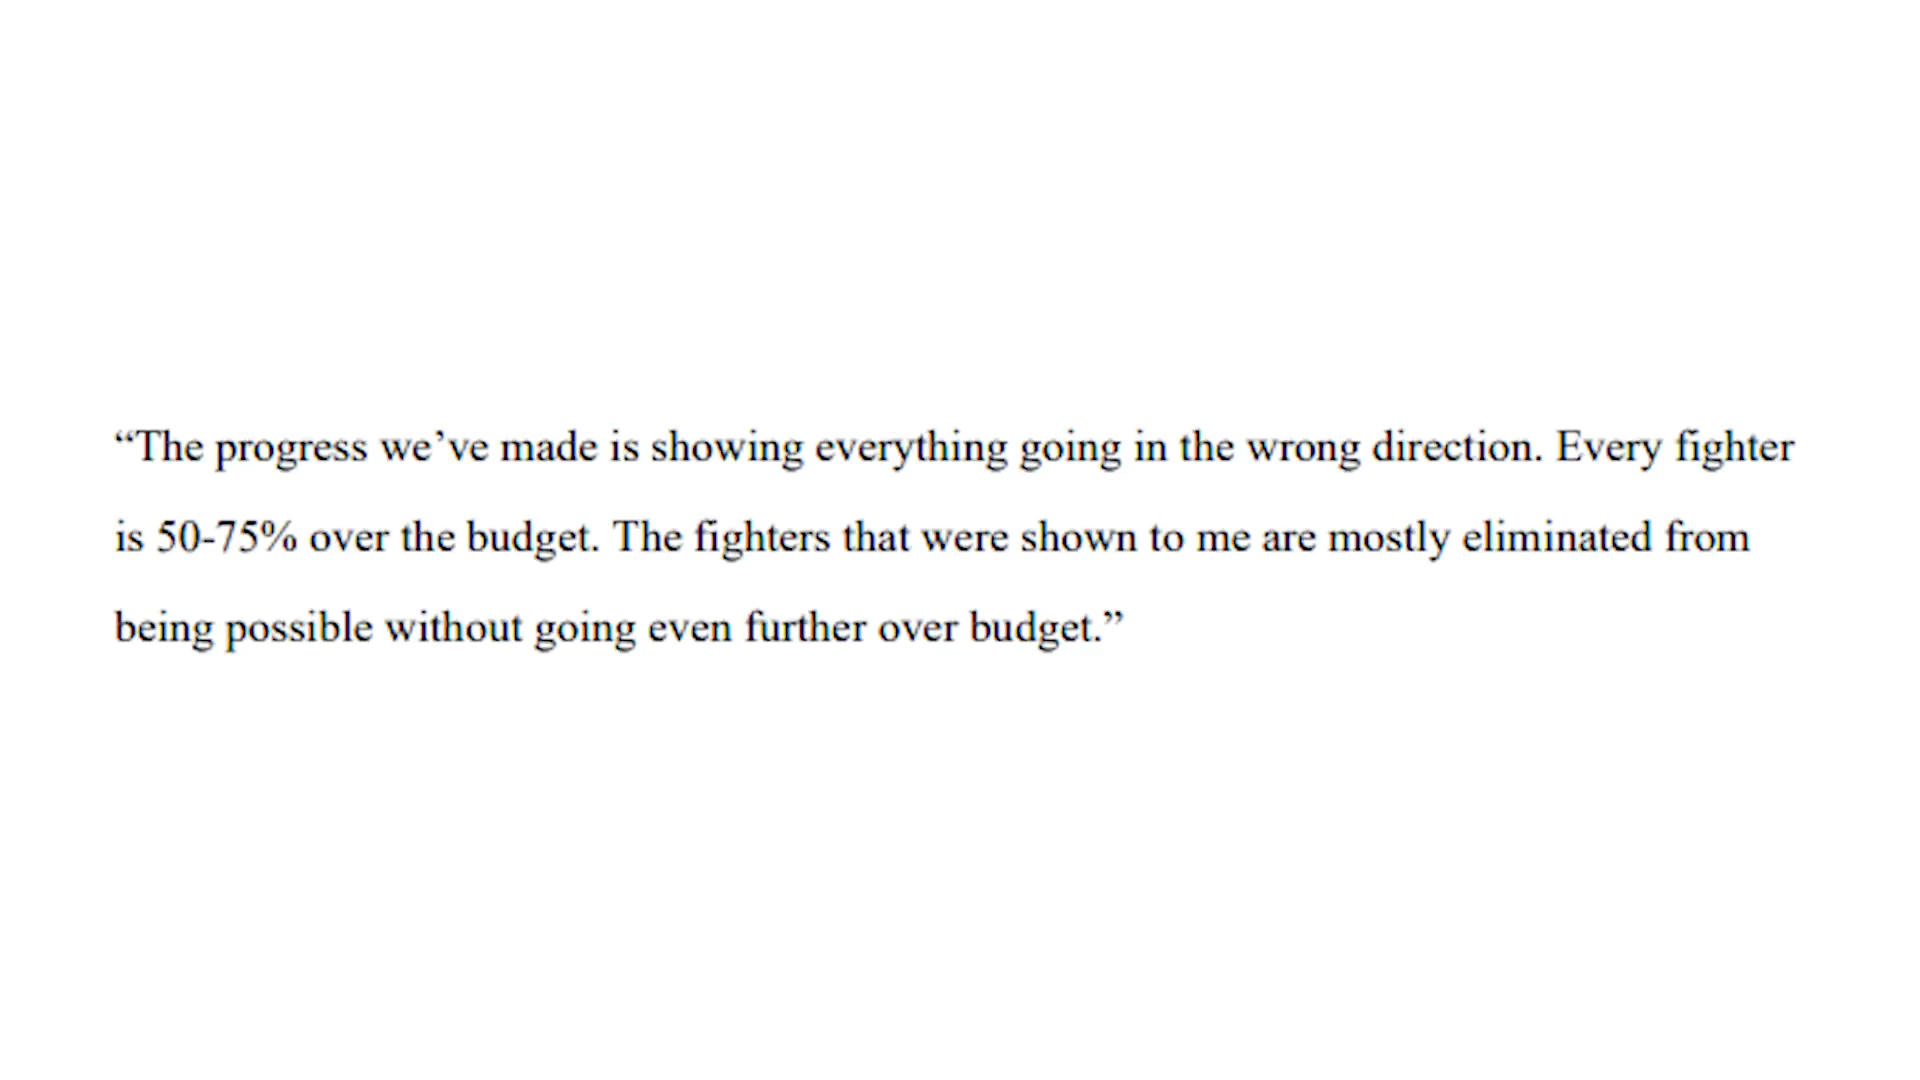 “The progress we’ve made is showing everything going in the wrong direction. Every fighter
is 50-75% over the budget. The fighters that were shown to me are mostly eliminated from
being possible without going even further over budget.”